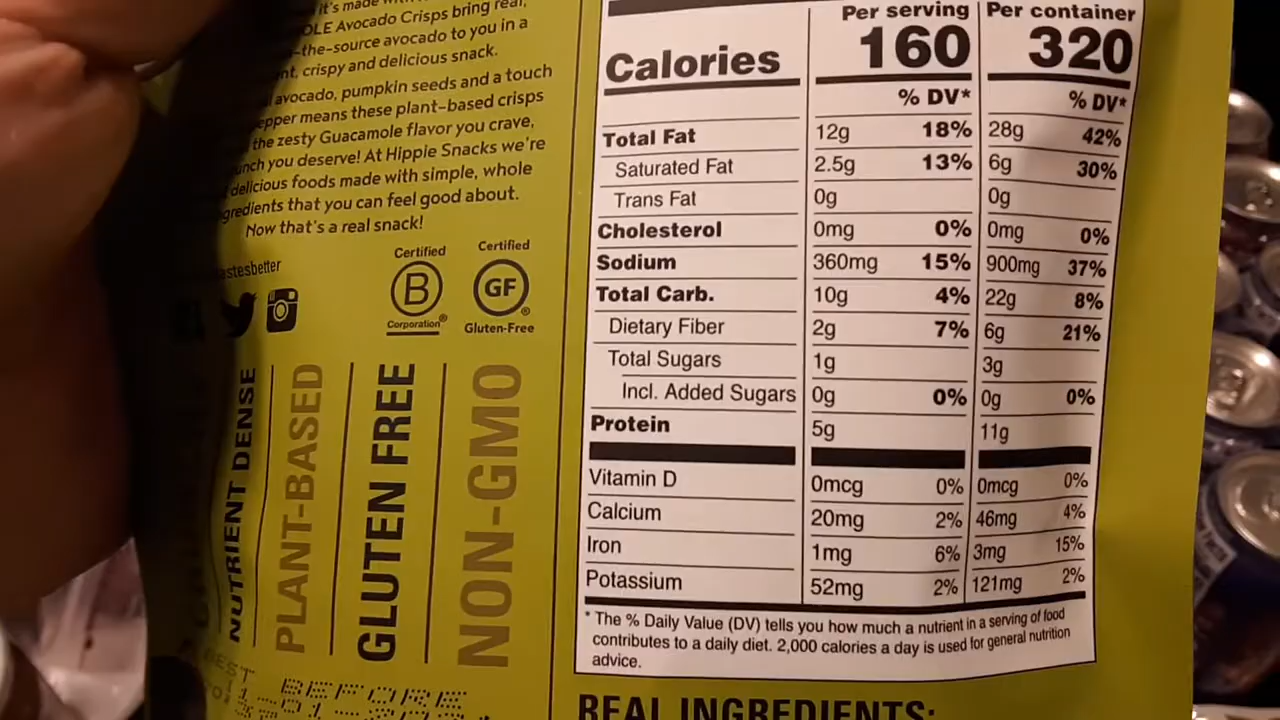 it's made
OLE Avocado Crisps bring real,
-the-source avocado to you in a
nt, crispy and delicious snack.
avocado, pumpkin seeds and a touch
epper means these plant-based crisps
the zesty Guacamole flavor you crave,
unch you deserve! At Hippie Snacks we're
delicious foods made with simple, whole
gredients that you can feel good about.
Now that's a real snack!
astesbetter
Certified
B
Corporation®
Certified
GF
®
Gluten-Free
NUTRIENT DENSE
PLANT-BASED
GLUTEN FREE
NON-GMO
BEST BEFORE
Per serving Per container
Calories 160 320
% DV* % DV*
Total Fat 12g 18% 28g 42%
Saturated Fat 2.5g 13% 6g 30%
Trans Fat 0g 0g
Cholesterol 0mg 0% 0mg 0%
Sodium 360mg 15% 900mg 37%
Total Carb. 10g 4% 22g 8%
Dietary Fiber 2g 7% 6g 21%
Total Sugars 1g 3g
Incl. Added Sugars 0g 0% 0g 0%
Protein 5g 11g
Vitamin D 0mcg 0% 0mcg 0%
Calcium 20mg 2% 46mg 4%
Iron 1mg 6% 3mg 15%
Potassium 52mg 2% 121mg 2%
* The % Daily Value (DV) tells you how much a nutrient in a serving of food
contributes to a daily diet. 2,000 calories a day is used for general nutrition
advice.
REAL INGREDIENTS: